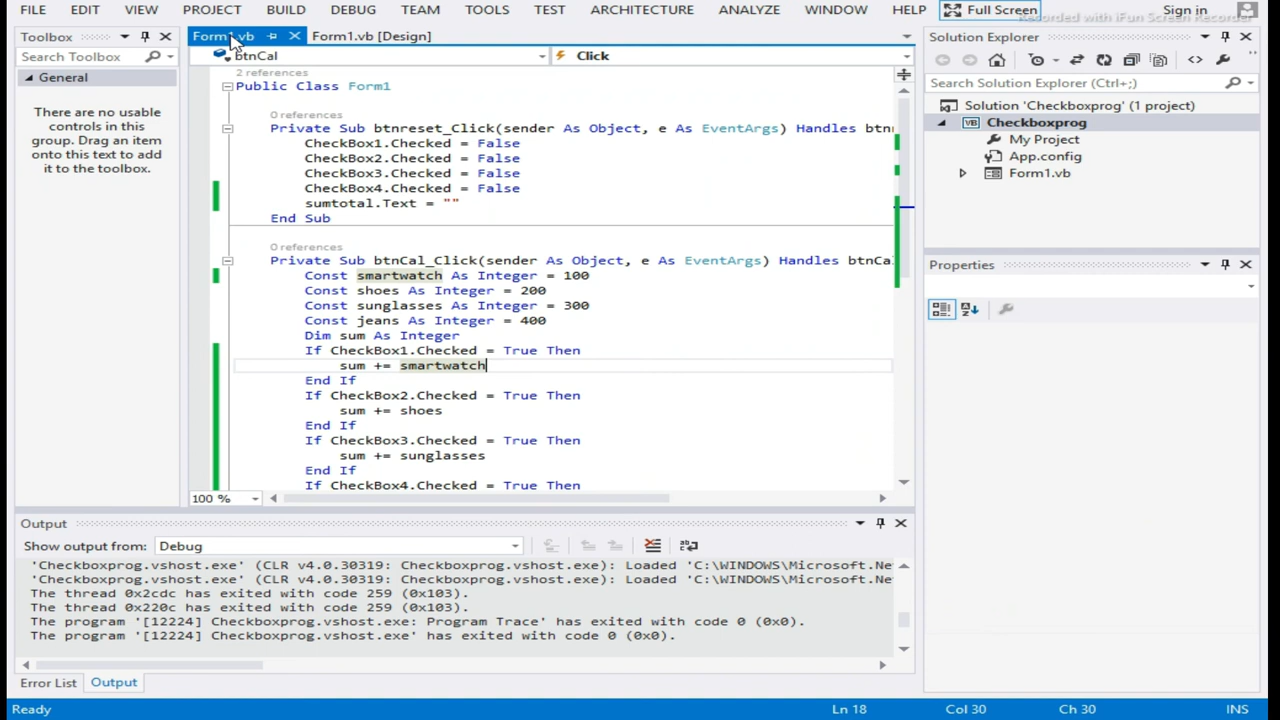 FILE EDIT VIEW PROJECT BUILD DEBUG TEAM TOOLS TEST ARCHITECTURE ANALYZE WINDOW HELP Full Screen Sign in
Recorded with iFun Screen Recorder
Toolbox
Search Toolbox
General
There are no usable
controls in this
group. Drag an item
onto this text to add
it to the toolbox.
Form1.vb Form1.vb [Design]
btnCal Click
2 references
Public Class Form1
0 references
Private Sub btnreset_Click(sender As Object, e As EventArgs) Handles btnr
CheckBox1.Checked = False
CheckBox2.Checked = False
CheckBox3.Checked = False
CheckBox4.Checked = False
sumtotal.Text = ""
End Sub
0 references
Private Sub btnCal_Click(sender As Object, e As EventArgs) Handles btnCal
Const smartwatch As Integer = 100
Const shoes As Integer = 200
Const sunglasses As Integer = 300
Const jeans As Integer = 400
Dim sum As Integer
If CheckBox1.Checked = True Then
sum += smartwatch
End If
If CheckBox2.Checked = True Then
sum += shoes
End If
If CheckBox3.Checked = True Then
sum += sunglasses
End If
If CheckBox4.Checked = True Then
100 %
Solution Explorer
Search Solution Explorer (Ctrl+;)
Solution 'Checkboxprog' (1 project)
VB Checkboxprog
My Project
App.config
Form1.vb
Properties
Output
Show output from: Debug
'Checkboxprog.vshost.exe' (CLR v4.0.30319: Checkboxprog.vshost.exe): Loaded 'C:\WINDOWS\Microsoft.Ne
'Checkboxprog.vshost.exe' (CLR v4.0.30319: Checkboxprog.vshost.exe): Loaded 'C:\WINDOWS\Microsoft.Ne
The thread 0x2cdc has exited with code 259 (0x103).
The thread 0x220c has exited with code 259 (0x103).
The program '[12224] Checkboxprog.vshost.exe: Program Trace' has exited with code 0 (0x0).
The program '[12224] Checkboxprog.vshost.exe' has exited with code 0 (0x0).
Error List Output
Ready Ln 18 Col 30 Ch 30 INS